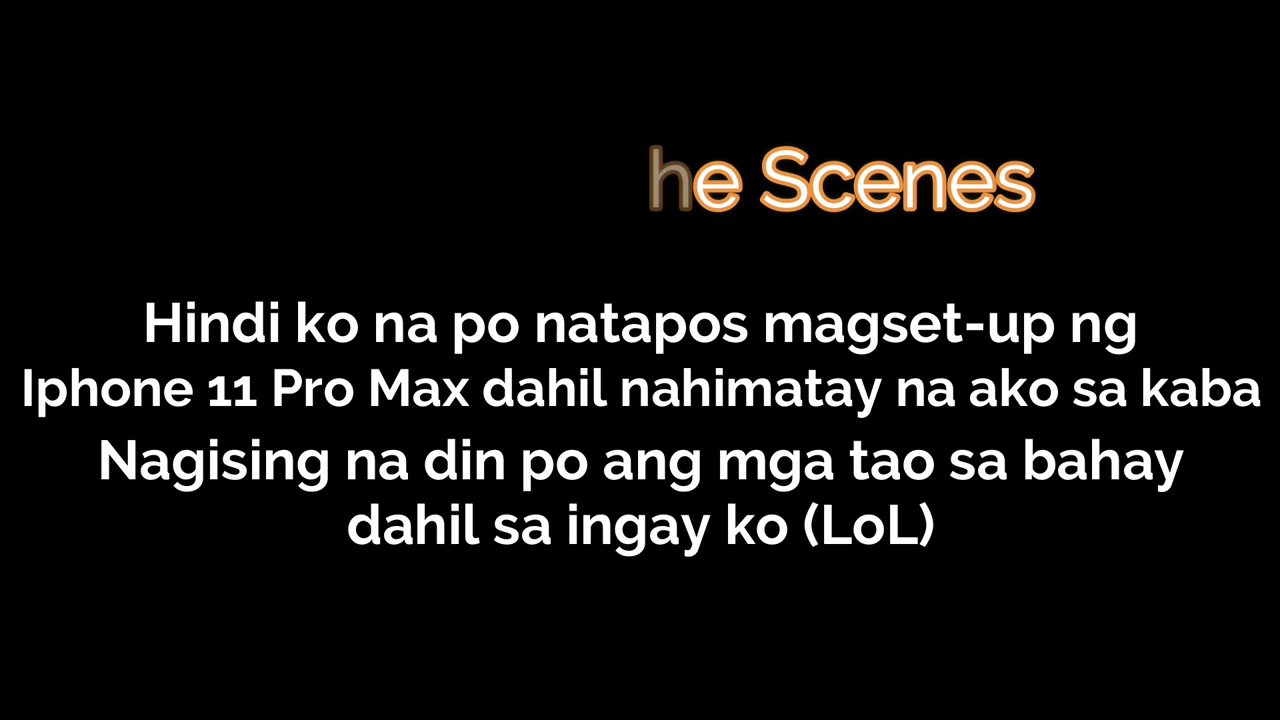 he Scenes
Hindi ko na po natapos magset-up ng
Iphone 11 Pro Max dahil nahimatay na ako sa kaba
Nagising na din po ang mga tao sa bahay
dahil sa ingay ko (LoL)